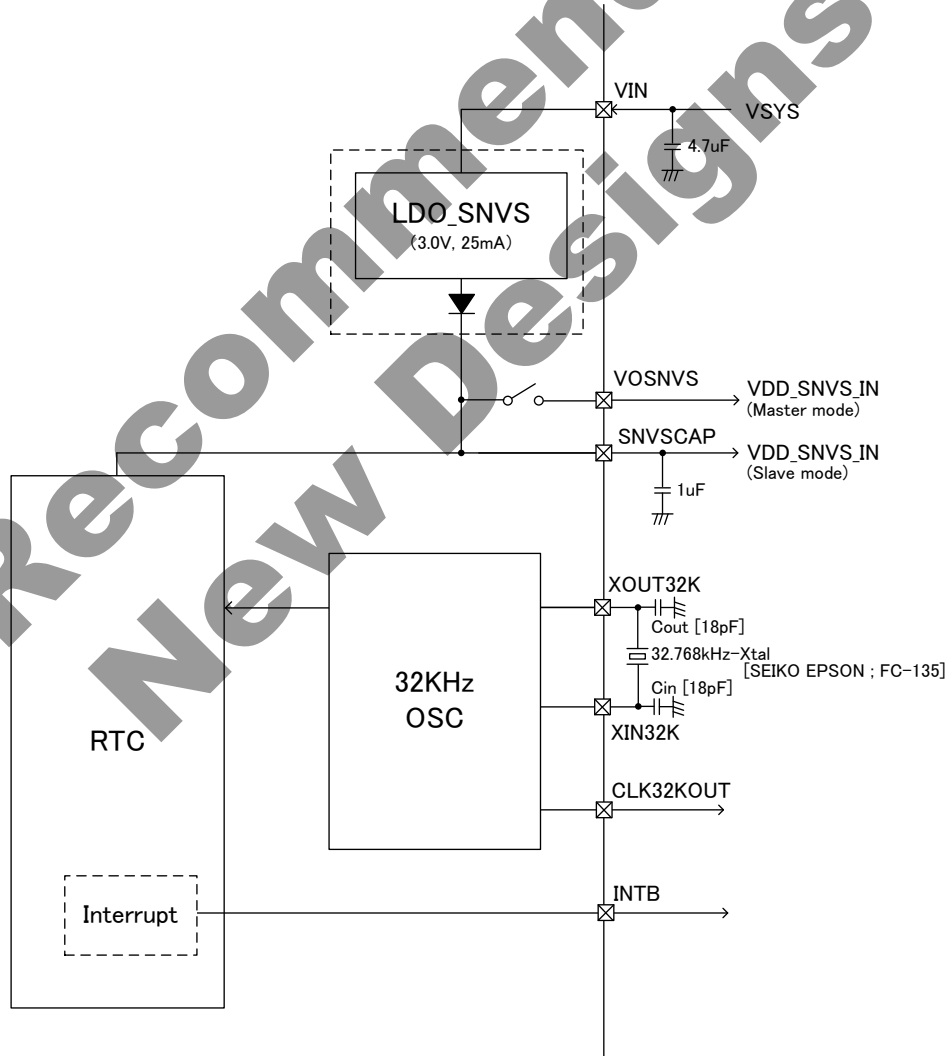 VIN
VSYS
4.7uF
LDO_SNVS
(3.0V, 25mA)
VOSNVS
VDD_SNVS_IN
(Master mode)
SNVSCAP
VDD_SNVS_IN
(Slave mode)
1uF
XOUT32K
Cout [18pF]
32.768kHz-Xtal
[SEIKO EPSON ; FC-135]
Cin [18pF]
XIN32K
32KHz
OSC
RTC
CLK32KOUT
INTB
Interrupt
New Designs